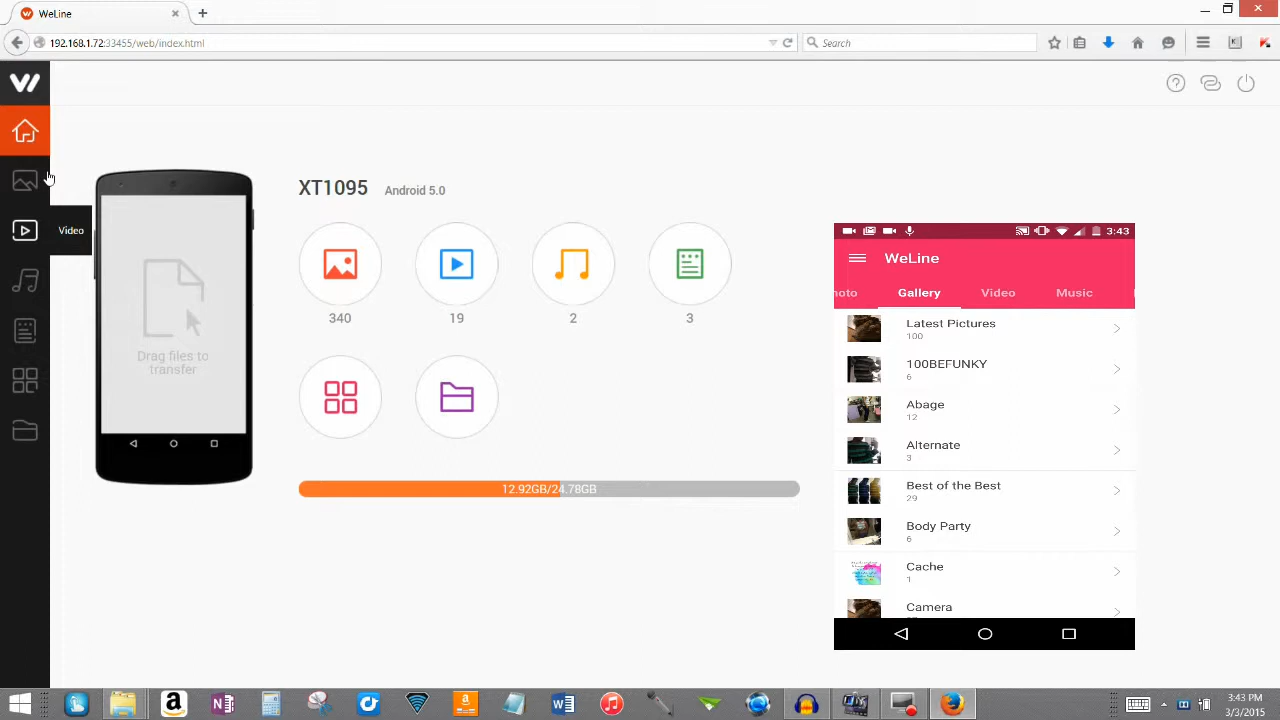 WeLine
192.168.1.72:33455/web/index.html
Search
Video
Drag files to
transfer
XT1095 Android 5.0
340
19
2
3
12.92GB/24.78GB
3:43
WeLine
hoto Gallery Video Music
Latest Pictures
100
100BEFUNKY
6
Abage
12
Alternate
3
Best of the Best
29
Body Party
6
Cache
1
Camera
3:43 PM
3/3/2015